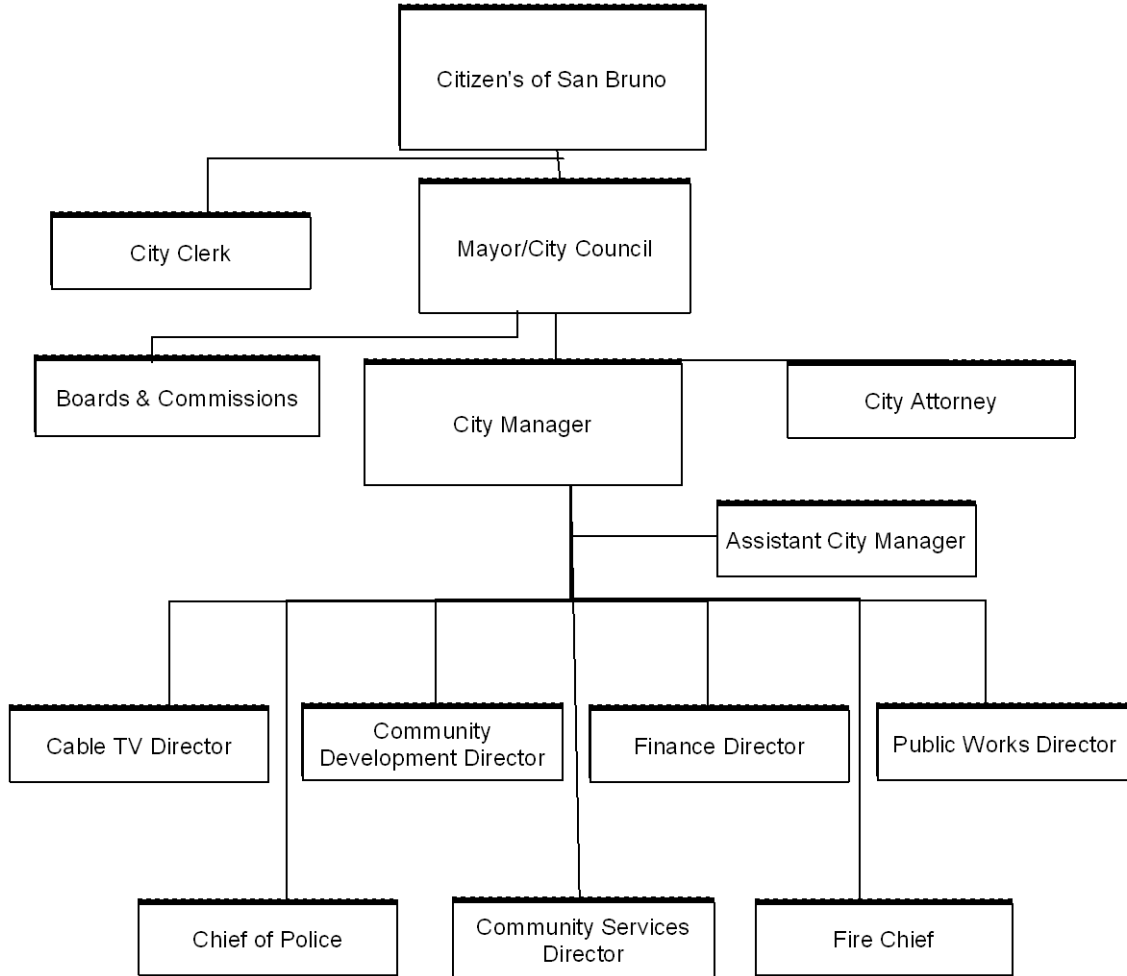 Citizen's of San Bruno
City Clerk
Mayor/City Council
Boards & Commissions
City Manager
City Attorney
Assistant City Manager
Cable TV Director
Community
Development Director
Finance Director
Public Works Director
Chief of Police
Community Services
Director
Fire Chief